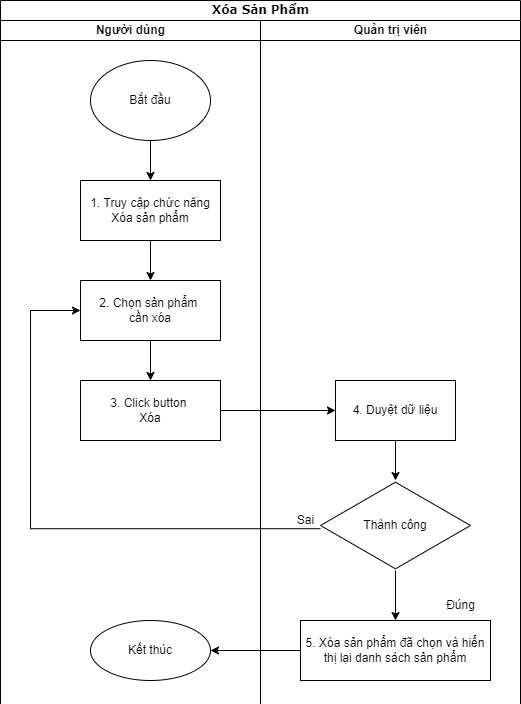 Xóa Sản Phẩm
Người dùng
Quản trị viên
Bắt đầu
1. Truy cập chức năng
Xóa sản phẩm
2. Chọn sản phẩm
cần xóa
3. Click button
Xóa
4. Duyệt dữ liệu
Thành công
Sai
Đúng
5. Xóa sản phẩm đã chọn và hiển
thị lại danh sách sản phẩm
Kết thúc